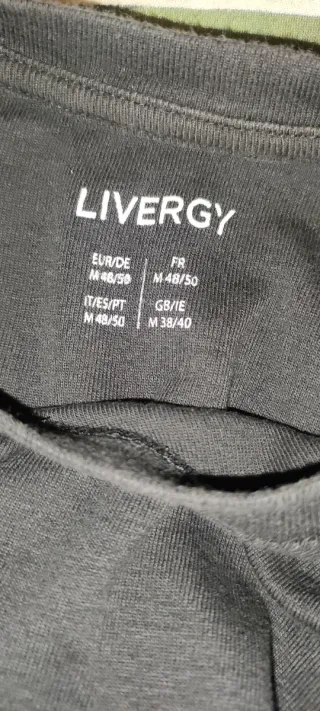 LIVERGY
EUR/DE FR
M 48/50 M 48/50
IT/ES/PT GB/IE
M 48/50 M 38/40